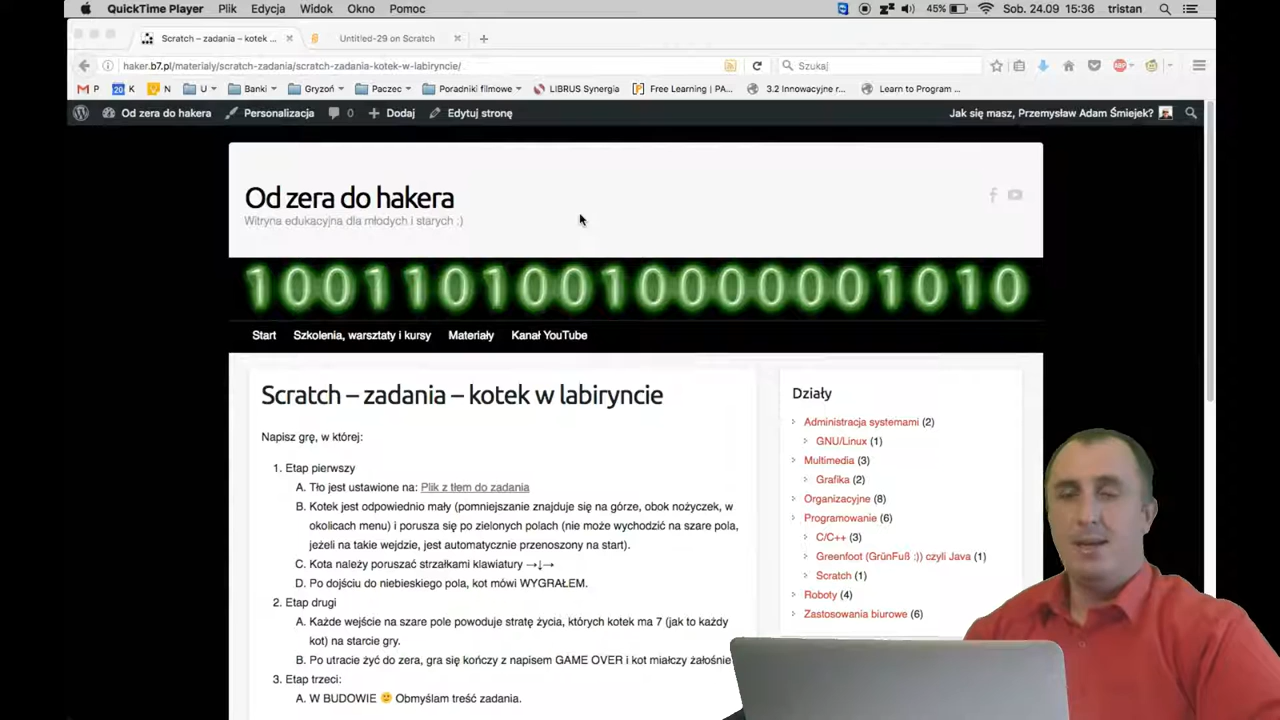 QuickTime Player Plik Edycja Widok Okno Pomoc 45% Sob. 24.09 15:36 tristan
Scratch – zadania – kotek ... × Untitled-29 on Scratch × +
haker.b7.pl/materialy/scratch-zadania/scratch-zadania-kotek-w-labiryncie/ Szukaj
P 20 K N U Banki Gryzoń Paczec Poradniki filmowe LIBRUS Synergia Free Learning | PA... 3.2 Innowacyjne r... Learn to Program ...
Od zera do hakera Personalizacja 0 Dodaj Edytuj stronę Jak się masz, Przemysław Adam Śmiejek?
Od zera do hakera
Witryna edukacyjna dla młodych i starych :)
10011010010000001010
Start Szkolenia, warsztaty i kursy Materiały Kanał YouTube
Scratch – zadania – kotek w labiryncie
Napisz grę, w której:
1. Etap pierwszy
A. Tło jest ustawione na: Plik z tłem do zadania
B. Kotek jest odpowiednio mały (pomniejszanie znajduje się na górze, obok nożyczek, w
okolicach menu) i porusza się po zielonych polach (nie może wychodzić na szare pola,
jeżeli na takie wejdzie, jest automatycznie przenoszony na start).
C. Kota należy poruszać strzałkami klawiatury →↓→
D. Po dojściu do niebieskiego pola, kot mówi WYGRAŁEM.
2. Etap drugi
A. Każde wejście na szare pole powoduje stratę życia, których kotek ma 7 (jak to każdy
kot) na starcie gry.
B. Po utracie żyć do zera, gra się kończy z napisem GAME OVER i kot miałczy żałośnie
3. Etap trzeci:
A. W BUDOWIE 🙂 Obmyślam treść zadania.
Działy
Administracja systemami (2)
GNU/Linux (1)
Multimedia (3)
Grafika (2)
Organizacyjne (8)
Programowanie (6)
C/C++ (3)
Greenfoot (GrünFuß :)) czyli Java (1)
Scratch (1)
Roboty (4)
Zastosowania biurowe (6)